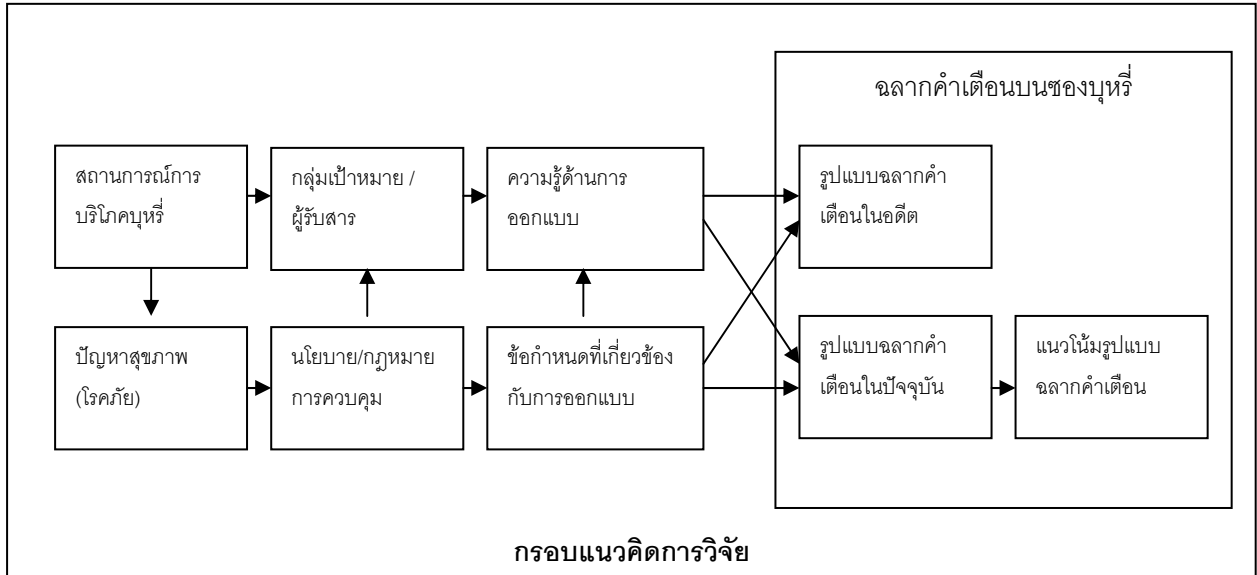 ฉลากคำเตือนบนซองบุหรี่
สถานการณ์การ
บริโภคบุหรี่
กลุ่มเป้าหมาย /
ผู้รับสาร
ความรู้ด้านการ
ออกแบบ
รูปแบบฉลากคำ
เตือนในอดีต
ปัญหาสุขภาพ
(โรคภัย)
นโยบาย/กฎหมาย
การควบคุม
ข้อกำหนดที่เกี่ยวข้อง
กับการออกแบบ
รูปแบบฉลากคำ
เตือนในปัจจุบัน
แนวโน้มรูปแบบ
ฉลากคำเตือน
กรอบแนวคิดการวิจัย